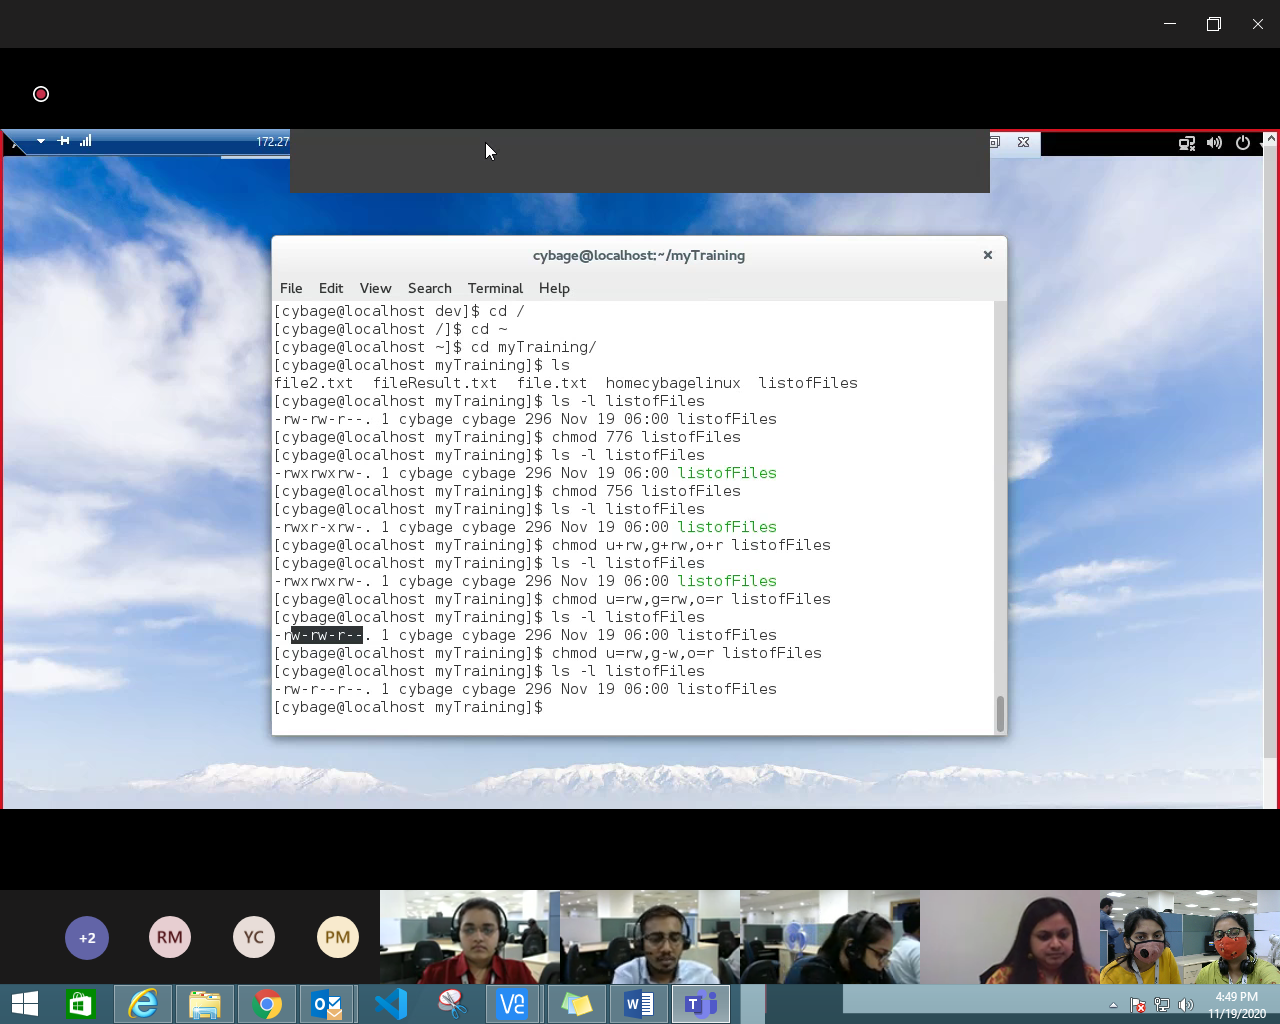 172.27
cybage@localhost:~/myTraining
File Edit View Search Terminal Help
[cybage@localhost dev]$ cd /
[cybage@localhost /]$ cd ~
[cybage@localhost ~]$ cd myTraining/
[cybage@localhost myTraining]$ ls
file2.txt  fileResult.txt  file.txt  homecybagelinux  listofFiles
[cybage@localhost myTraining]$ ls -l listofFiles
-rw-rw-r--. 1 cybage cybage 296 Nov 19 06:00 listofFiles
[cybage@localhost myTraining]$ chmod 776 listofFiles
[cybage@localhost myTraining]$ ls -l listofFiles
-rwxrwxrw-. 1 cybage cybage 296 Nov 19 06:00 listofFiles
[cybage@localhost myTraining]$ chmod 756 listofFiles
[cybage@localhost myTraining]$ ls -l listofFiles
-rwxr-xrw-. 1 cybage cybage 296 Nov 19 06:00 listofFiles
[cybage@localhost myTraining]$ chmod u+rw,g+rw,o+r listofFiles
[cybage@localhost myTraining]$ ls -l listofFiles
-rwxrwxrw-. 1 cybage cybage 296 Nov 19 06:00 listofFiles
[cybage@localhost myTraining]$ chmod u=rw,g=rw,o=r listofFiles
[cybage@localhost myTraining]$ ls -l listofFiles
-rw-rw-r--. 1 cybage cybage 296 Nov 19 06:00 listofFiles
[cybage@localhost myTraining]$ chmod u=rw,g-w,o=r listofFiles
[cybage@localhost myTraining]$ ls -l listofFiles
-rw-r--r--. 1 cybage cybage 296 Nov 19 06:00 listofFiles
[cybage@localhost myTraining]$
+2 RM YC PM
4:49 PM
11/19/2020